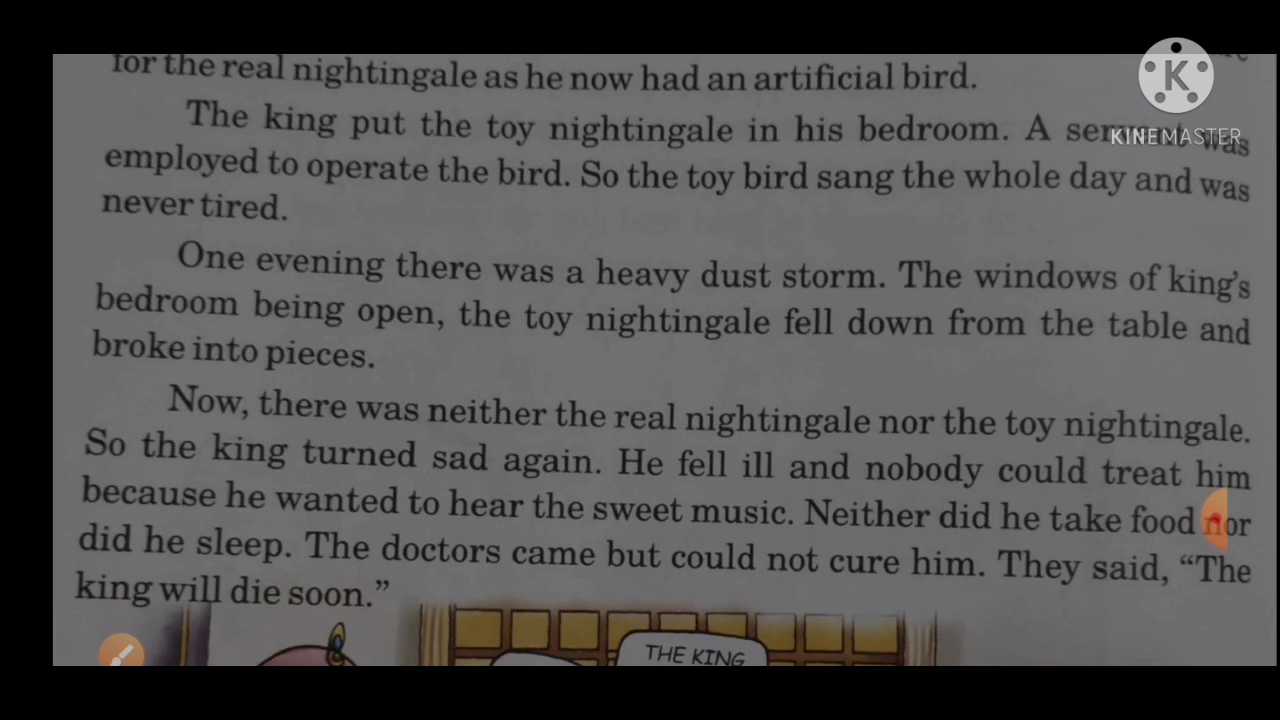 for the real nightingale as he now had an artificial bird.
The king put the toy nightingale in his bedroom. A servant was
employed to operate the bird. So the toy bird sang the whole day and was
never tired.
One evening there was a heavy dust storm. The windows of king's
bedroom being open, the toy nightingale fell down from the table and
broke into pieces.
Now, there was neither the real nightingale nor the toy nightingale.
So the king turned sad again. He fell ill and nobody could treat him
because he wanted to hear the sweet music. Neither did he take food nor
did he sleep. The doctors came but could not cure him. They said, “The
king will die soon.”
THE KING
K
KINEMASTER